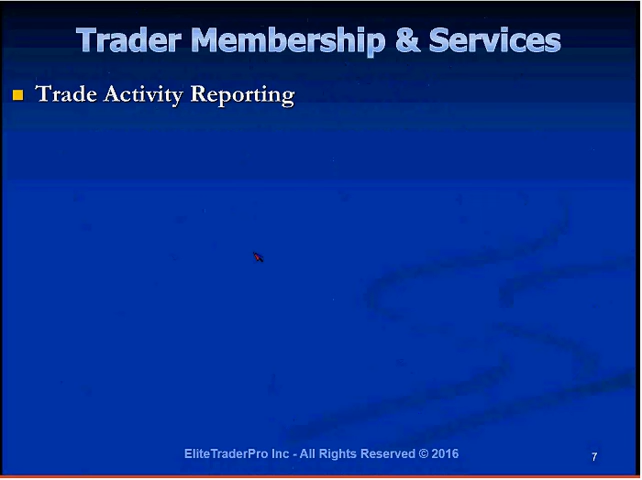 Trader Membership & Services
Trade Activity Reporting
EliteTraderPro Inc - All Rights Reserved © 2016
7